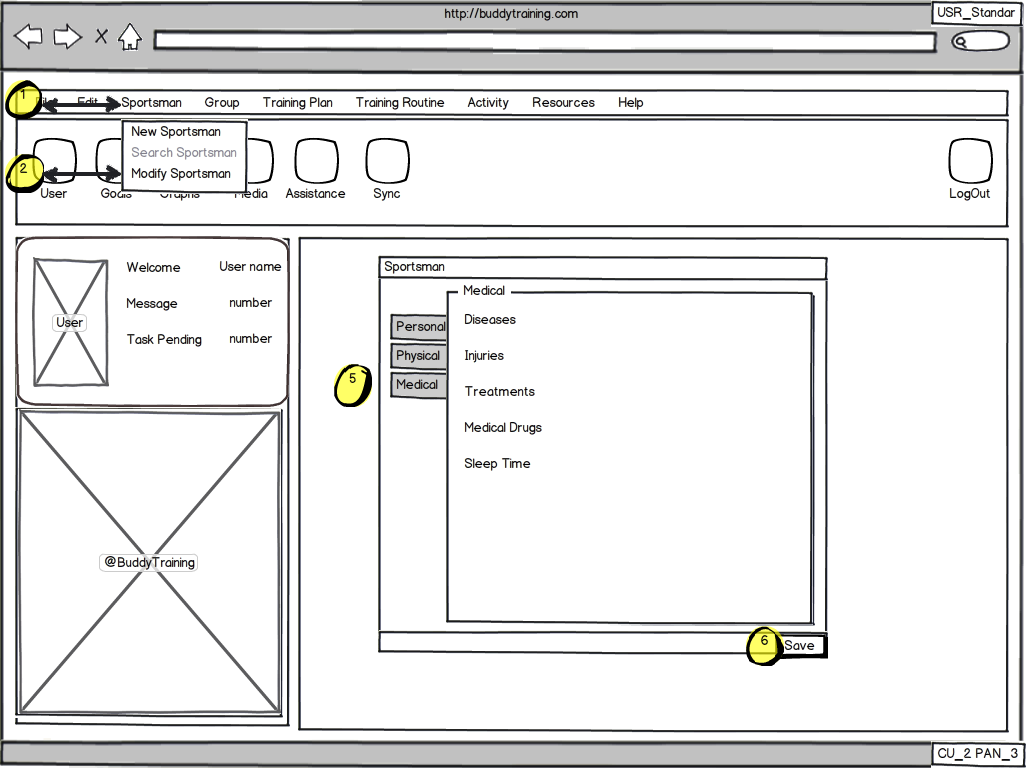 http://buddytraining.com
USR_Standar
1
Edit Sportsman Group Training Plan Training Routine Activity Resources Help
New Sportsman
Search Sportsman
Modify Sportsman
2
User Goals Graphs Media Assistance Sync LogOut
Welcome User name
Message number
Task Pending number
User
@BuddyTraining
Sportsman
Medical
Personal
Physical
Medical
Diseases
Injuries
Treatments
Medical Drugs
Sleep Time
5
6
Save
CU_2 PAN_3